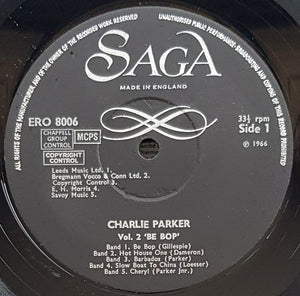 ALL RIGHTS OF THE MANUFACTURER AND OF THE OWNER OF THE RECORDED WORK RESERVED
UNAUTHORISED PUBLIC PERFORMANCE, BROADCASTING AND COPYING OF THIS RECORD PROHIBITED
SAGA
MADE IN ENGLAND
ERO 8006
33⅓ rpm
Side 1
CHAPPELL
GROUP
CONTROL
MCPS
COPYRIGHT
CONTROL
℗ 1966
Leeds Music Ltd. 1.
Bregmann Vocco & Conn Ltd. 2.
Copyright Control 3.
E. H. Morris 4.
Savoy Music 5.
CHARLIE PARKER
Vol. 2 'BE BOP'
Band 1. Be Bop (Gillespie)
Band 2. Hot House One (Dameron)
Band 3. Barbados (Parker)
Band 4. Slow Boat To China (Loesser)
Band 5. Cheryl (Parker Jnr.)